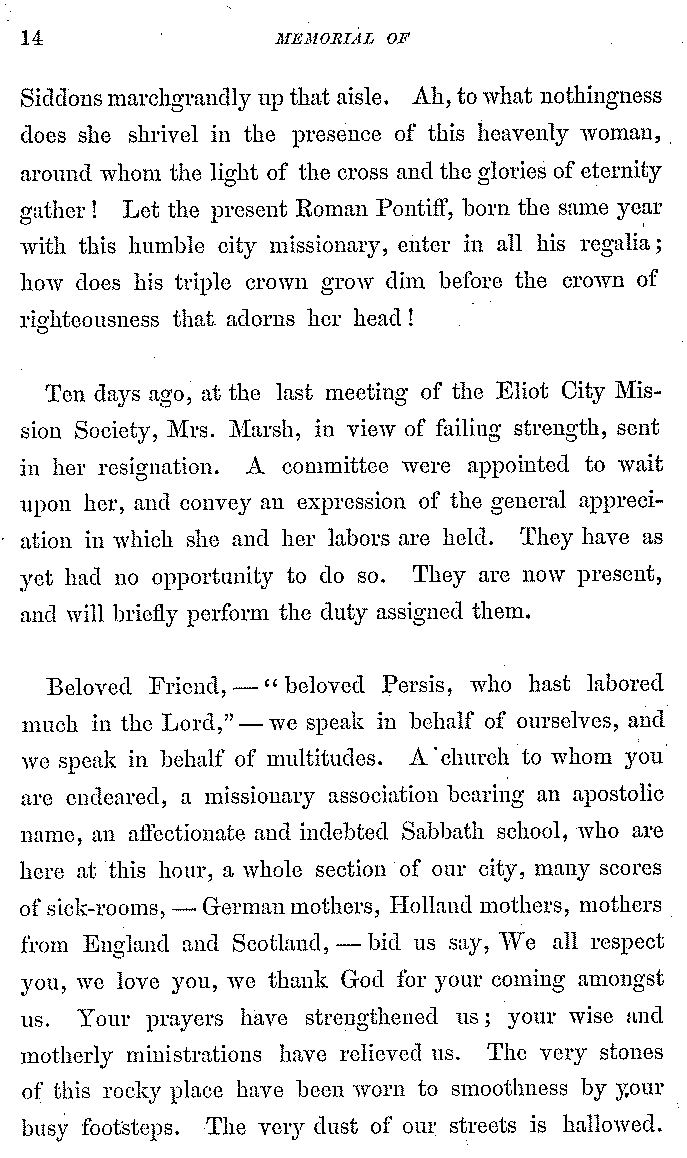 14 MEMORIAL OF
Siddons march grandly up that aisle. Ah, to what nothingness
does she shrivel in the presence of this heavenly woman,
around whom the light of the cross and the glories of eternity
gather! Let the present Roman Pontiff, born the same year
with this humble city missionary, enter in all his regalia;
how does his triple crown grow dim before the crown of
righteousness that adorns her head!
Ten days ago, at the last meeting of the Eliot City Mis-
sion Society, Mrs. Marsh, in view of failing strength, sent
in her resignation. A committee were appointed to wait
upon her, and convey an expression of the general appreci-
ation in which she and her labors are held. They have as
yet had no opportunity to do so. They are now present,
and will briefly perform the duty assigned them.
Beloved Friend, — "beloved Persis, who hast labored
much in the Lord," — we speak in behalf of ourselves, and
we speak in behalf of multitudes. A church to whom you
are endeared, a missionary association bearing an apostolic
name, an affectionate and indebted Sabbath school, who are
here at this hour, a whole section of our city, many scores
of sick-rooms, — German mothers, Holland mothers, mothers
from England and Scotland, — bid us say, We all respect
you, we love you, we thank God for your coming amongst
us. Your prayers have strengthened us; your wise and
motherly ministrations have relieved us. The very stones
of this rocky place have been worn to smoothness by your
busy footsteps. The very dust of our streets is hallowed.